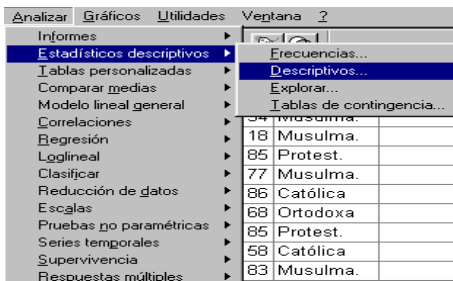 Analizar Gráficos Utilidades Ventana ?
Informes
Estadísticos descriptivos
Tablas personalizadas
Comparar medias
Modelo lineal general
Correlaciones
Regresión
Loglineal
Clasificar
Reducción de datos
Escalas
Pruebas no paramétricas
Series temporales
Supervivencia
Respuestas múltiples
Frecuencias...
Descriptivos...
Explorar...
Tablas de contingencia...
54 Musulma.
18 Musulma.
85 Protest.
77 Musulma.
86 Católica
68 Ortodoxa
85 Protest.
58 Católica
83 Musulma.